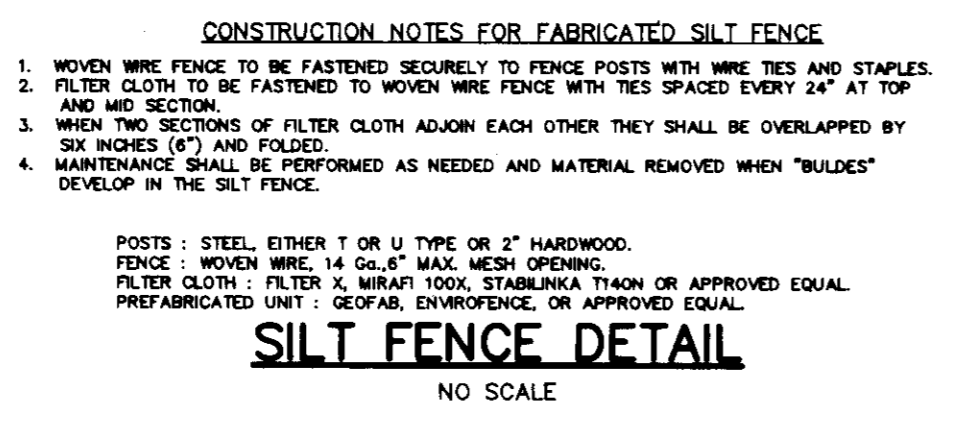 CONSTRUCTION NOTES FOR FABRICATED SILT FENCE
1. WOVEN WIRE FENCE TO BE FASTENED SECURELY TO FENCE POSTS WITH WIRE TIES AND STAPLES.
2. FILTER CLOTH TO BE FASTENED TO WOVEN WIRE FENCE WITH TIES SPACED EVERY 24" AT TOP
AND MID SECTION.
3. WHEN TWO SECTIONS OF FILTER CLOTH ADJOIN EACH OTHER THEY SHALL BE OVERLAPPED BY
SIX INCHES (6") AND FOLDED.
4. MAINTENANCE SHALL BE PERFORMED AS NEEDED AND MATERIAL REMOVED WHEN "BULDES"
DEVELOP IN THE SILT FENCE.
POSTS : STEEL, EITHER T OR U TYPE OR 2" HARDWOOD.
FENCE : WOVEN WIRE, 14 Ga.,6" MAX. MESH OPENING.
FILTER CLOTH : FILTER X, MIRAFI 100X, STABILINKA T140N OR APPROVED EQUAL.
PREFABRICATED UNIT : GEOFAB, ENVIROFENCE, OR APPROVED EQUAL.
SILT FENCE DETAIL
NO SCALE